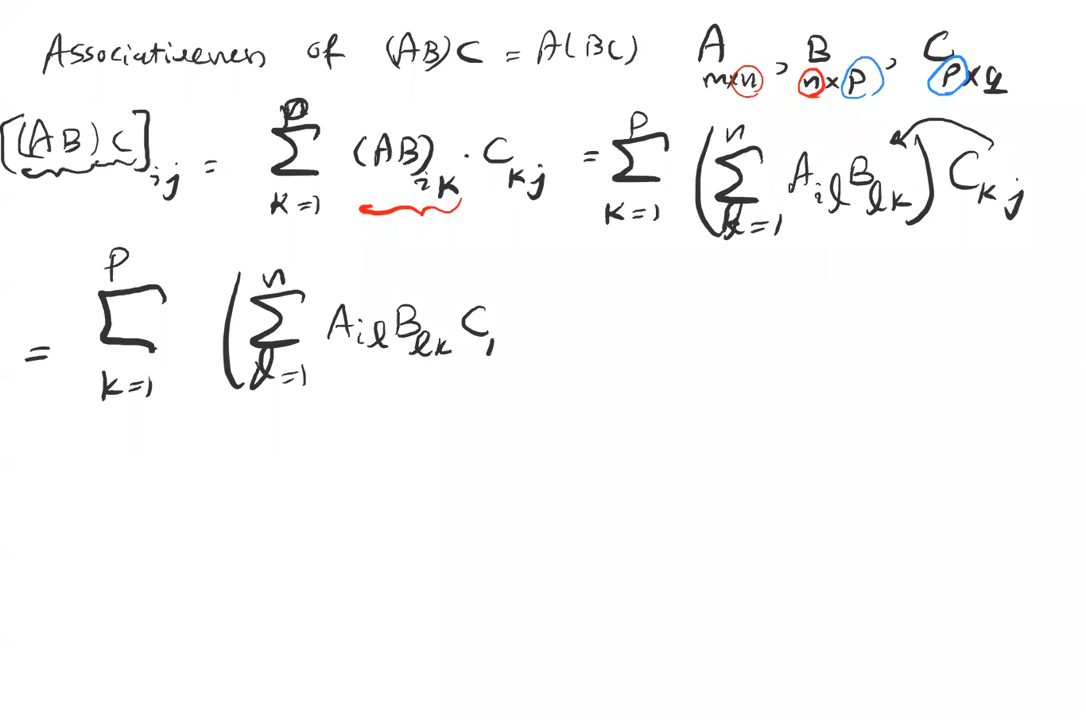 Associativeness of (AB)C = A(BC) A m×n , B n×p , C p×q
[(AB)C]ij = p Σ k=1 (AB)ik · Ckj = p Σ k=1 ( n Σ l=1 Ail Blk ) Ckj
= p Σ k=1 ( n Σ l=1 Ail Blk C